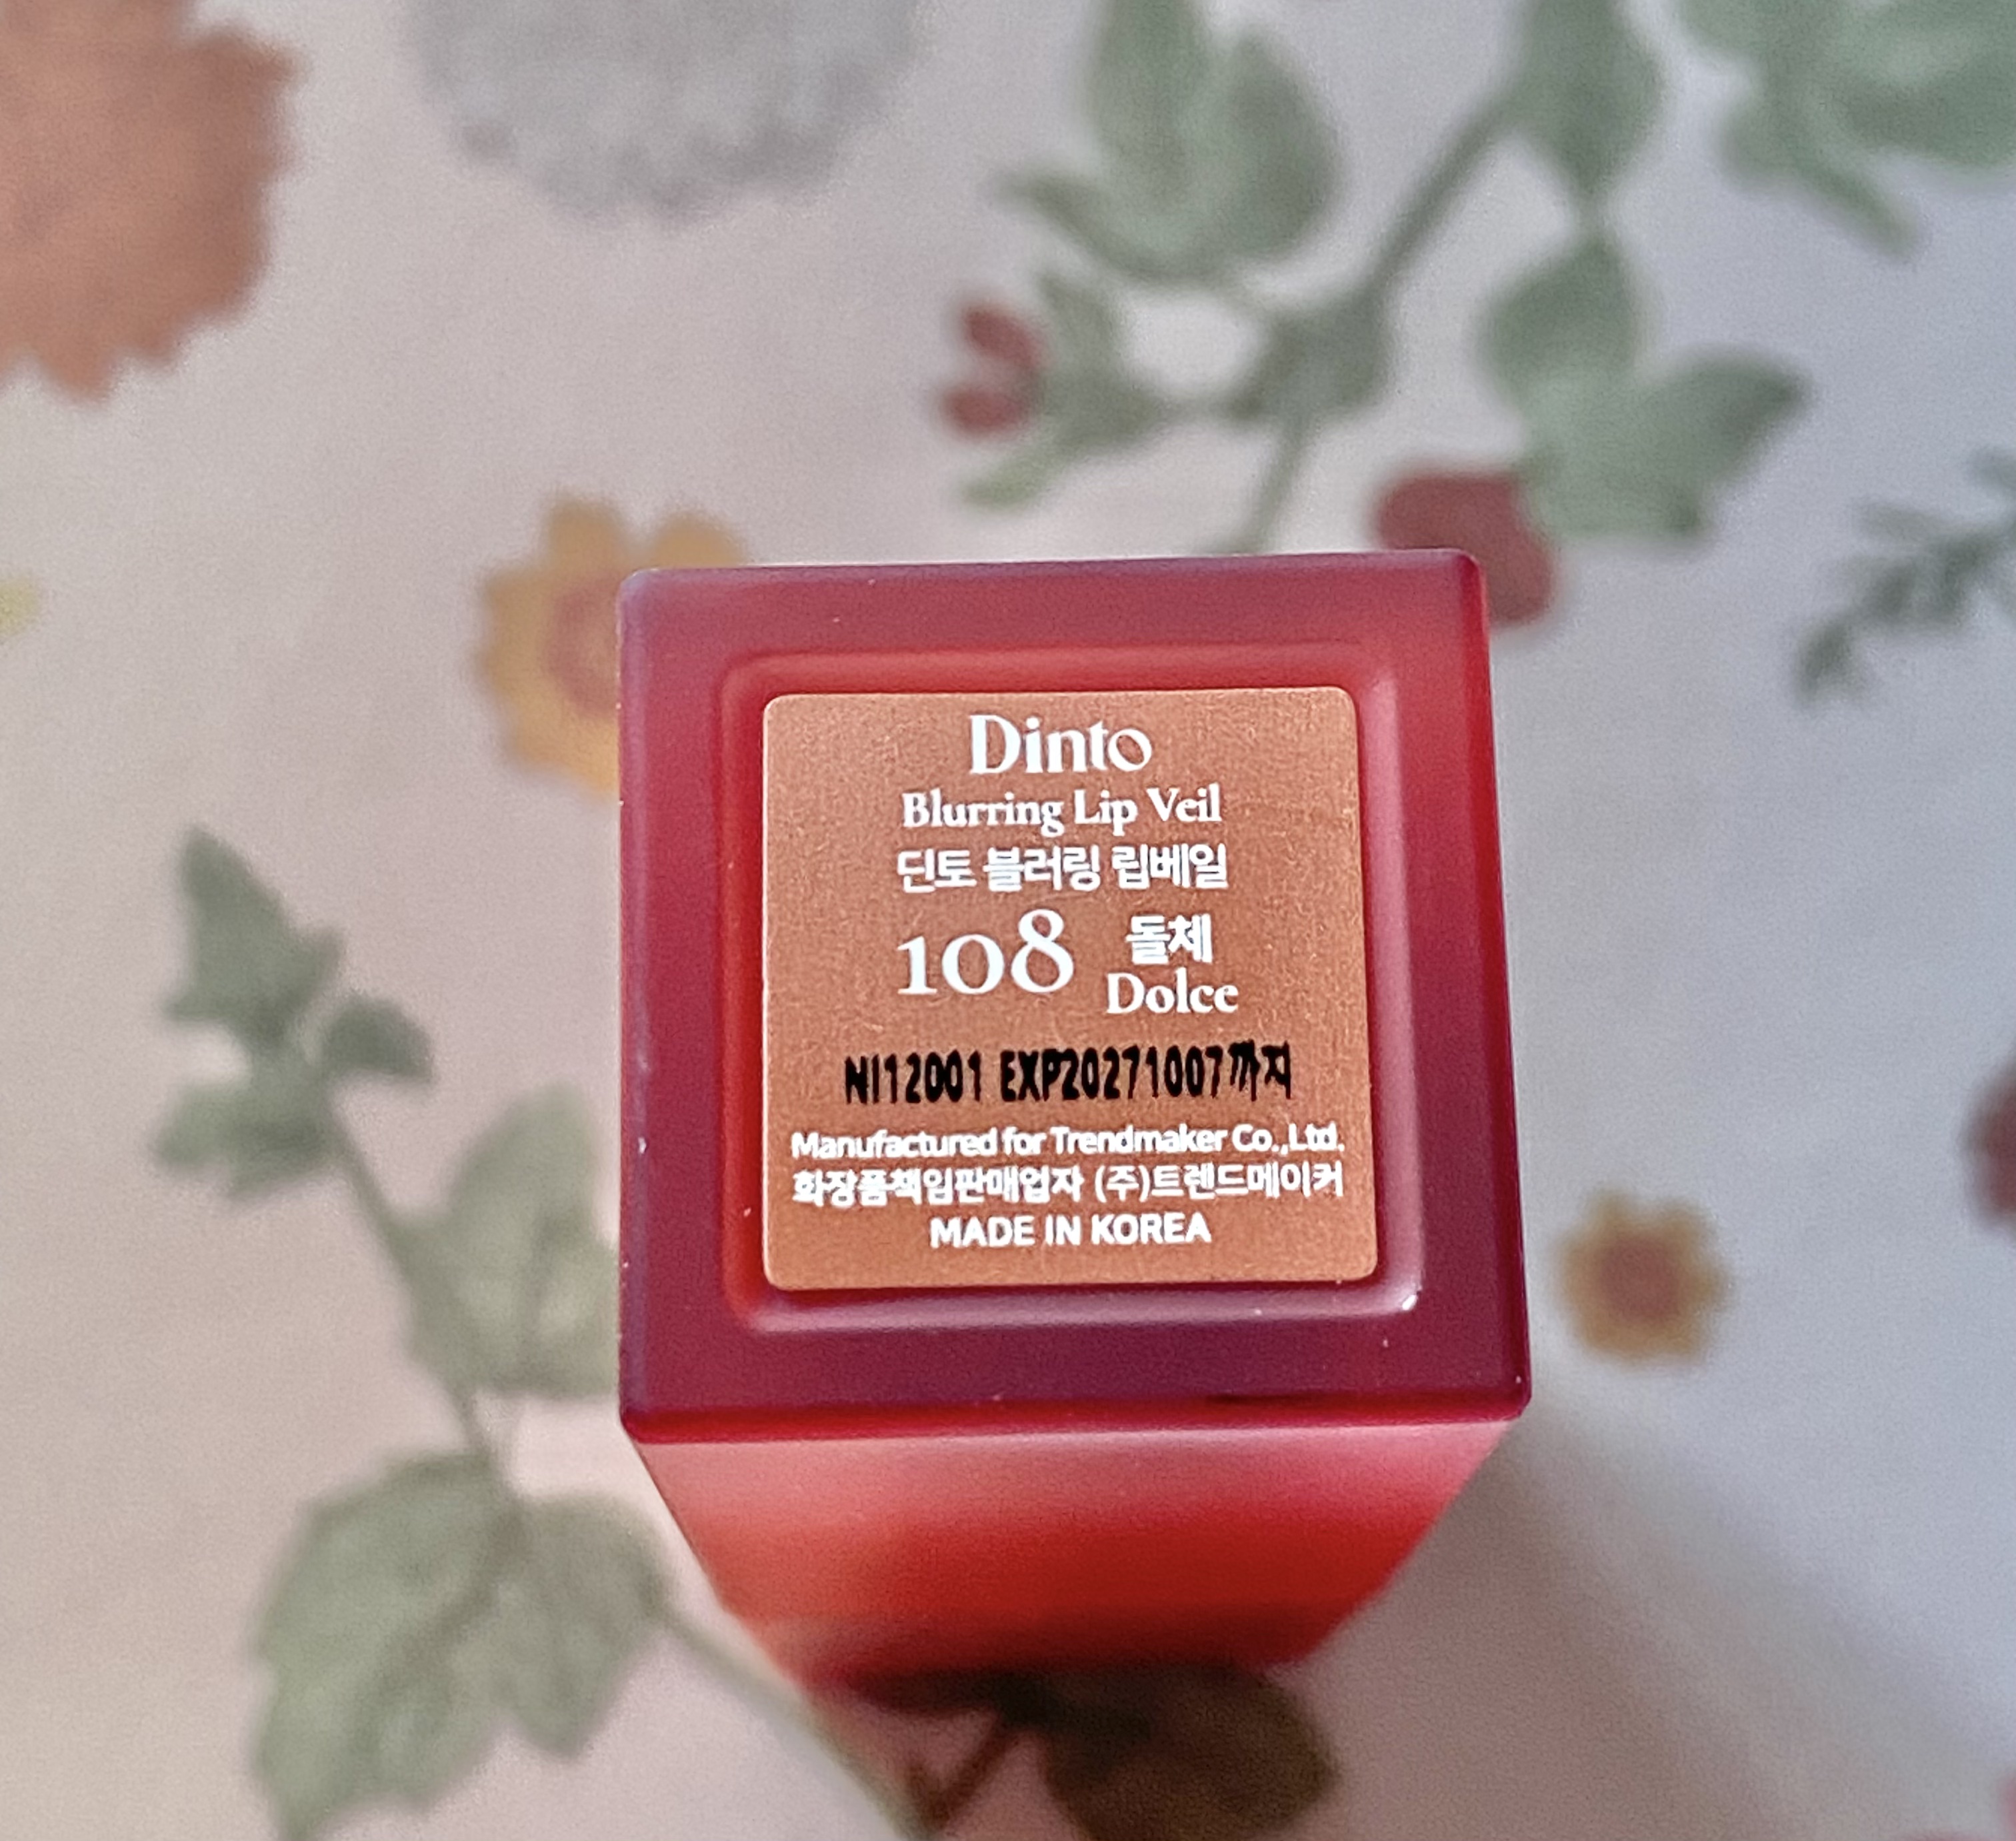 Dinto
Blurring Lip Veil
딘토 블러링 립베일
108 돌체
Dolce
NI12001 EXP20271007까지
Manufactured for Trendmaker Co.,Ltd.
화장품책임판매업자 (주)트렌드메이커
MADE IN KOREA